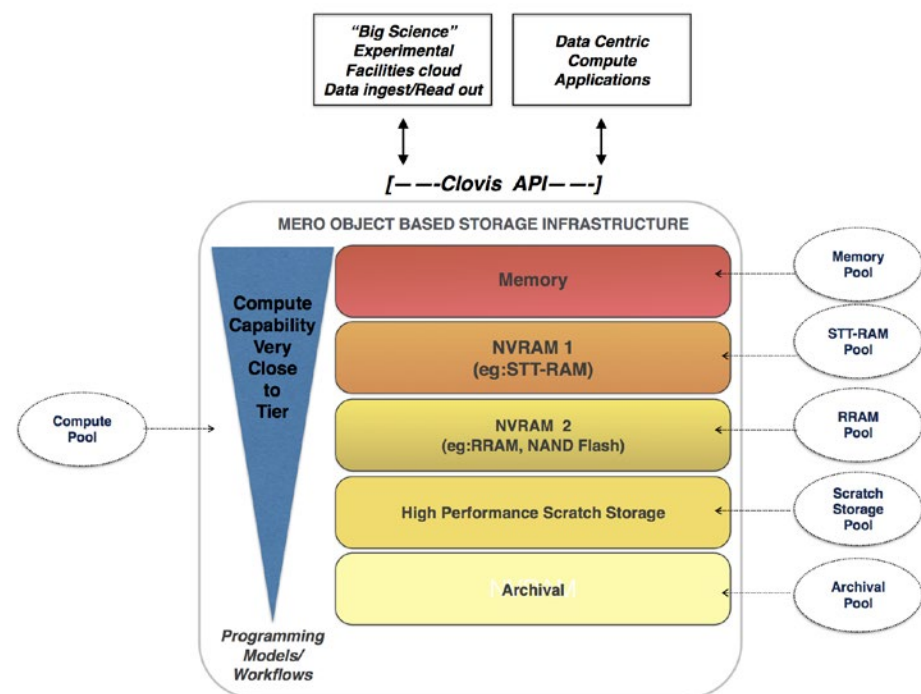 “Big Science”
Experimental
Facilities cloud
Data ingest/Read out
Data Centric
Compute
Applications
[— —-Clovis API— —-]
MERO OBJECT BASED STORAGE INFRASTRUCTURE
Compute
Capability
Very
Close
to
Tier
Memory
NVRAM 1
(eg:STT-RAM)
NVRAM 2
(eg:RRAM, NAND Flash)
High Performance Scratch Storage
Archival
Programming
Models/
Workflows
Compute
Pool
Memory
Pool
STT-RAM
Pool
RRAM
Pool
Scratch
Storage
Pool
Archival
Pool